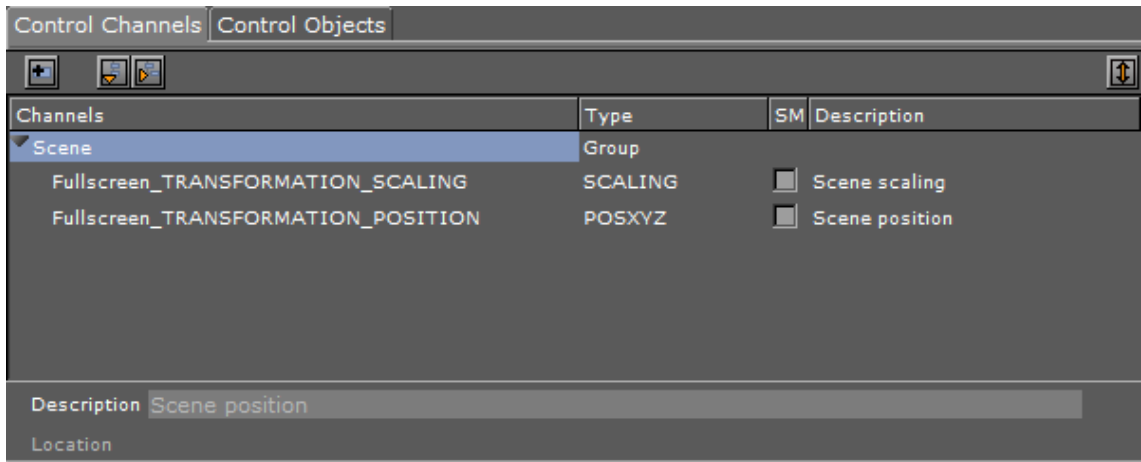 Control Channels Control Objects
Channels Type SM Description
Scene Group
Fullscreen_TRANSFORMATION_SCALING SCALING Scene scaling
Fullscreen_TRANSFORMATION_POSITION POSXYZ Scene position
Description Scene position
Location